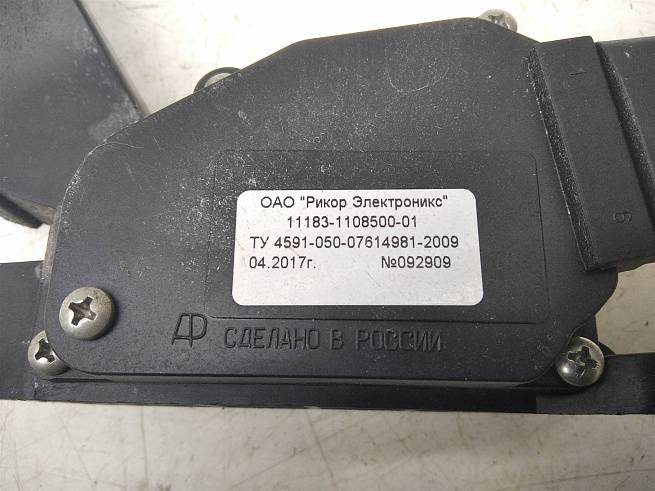 ОАО "Рикор Электроникс"
11183-1108500-01
ТУ 4591-050-07614981-2009
04.2017г. №092909
СДЕЛАНО В РОССИИ